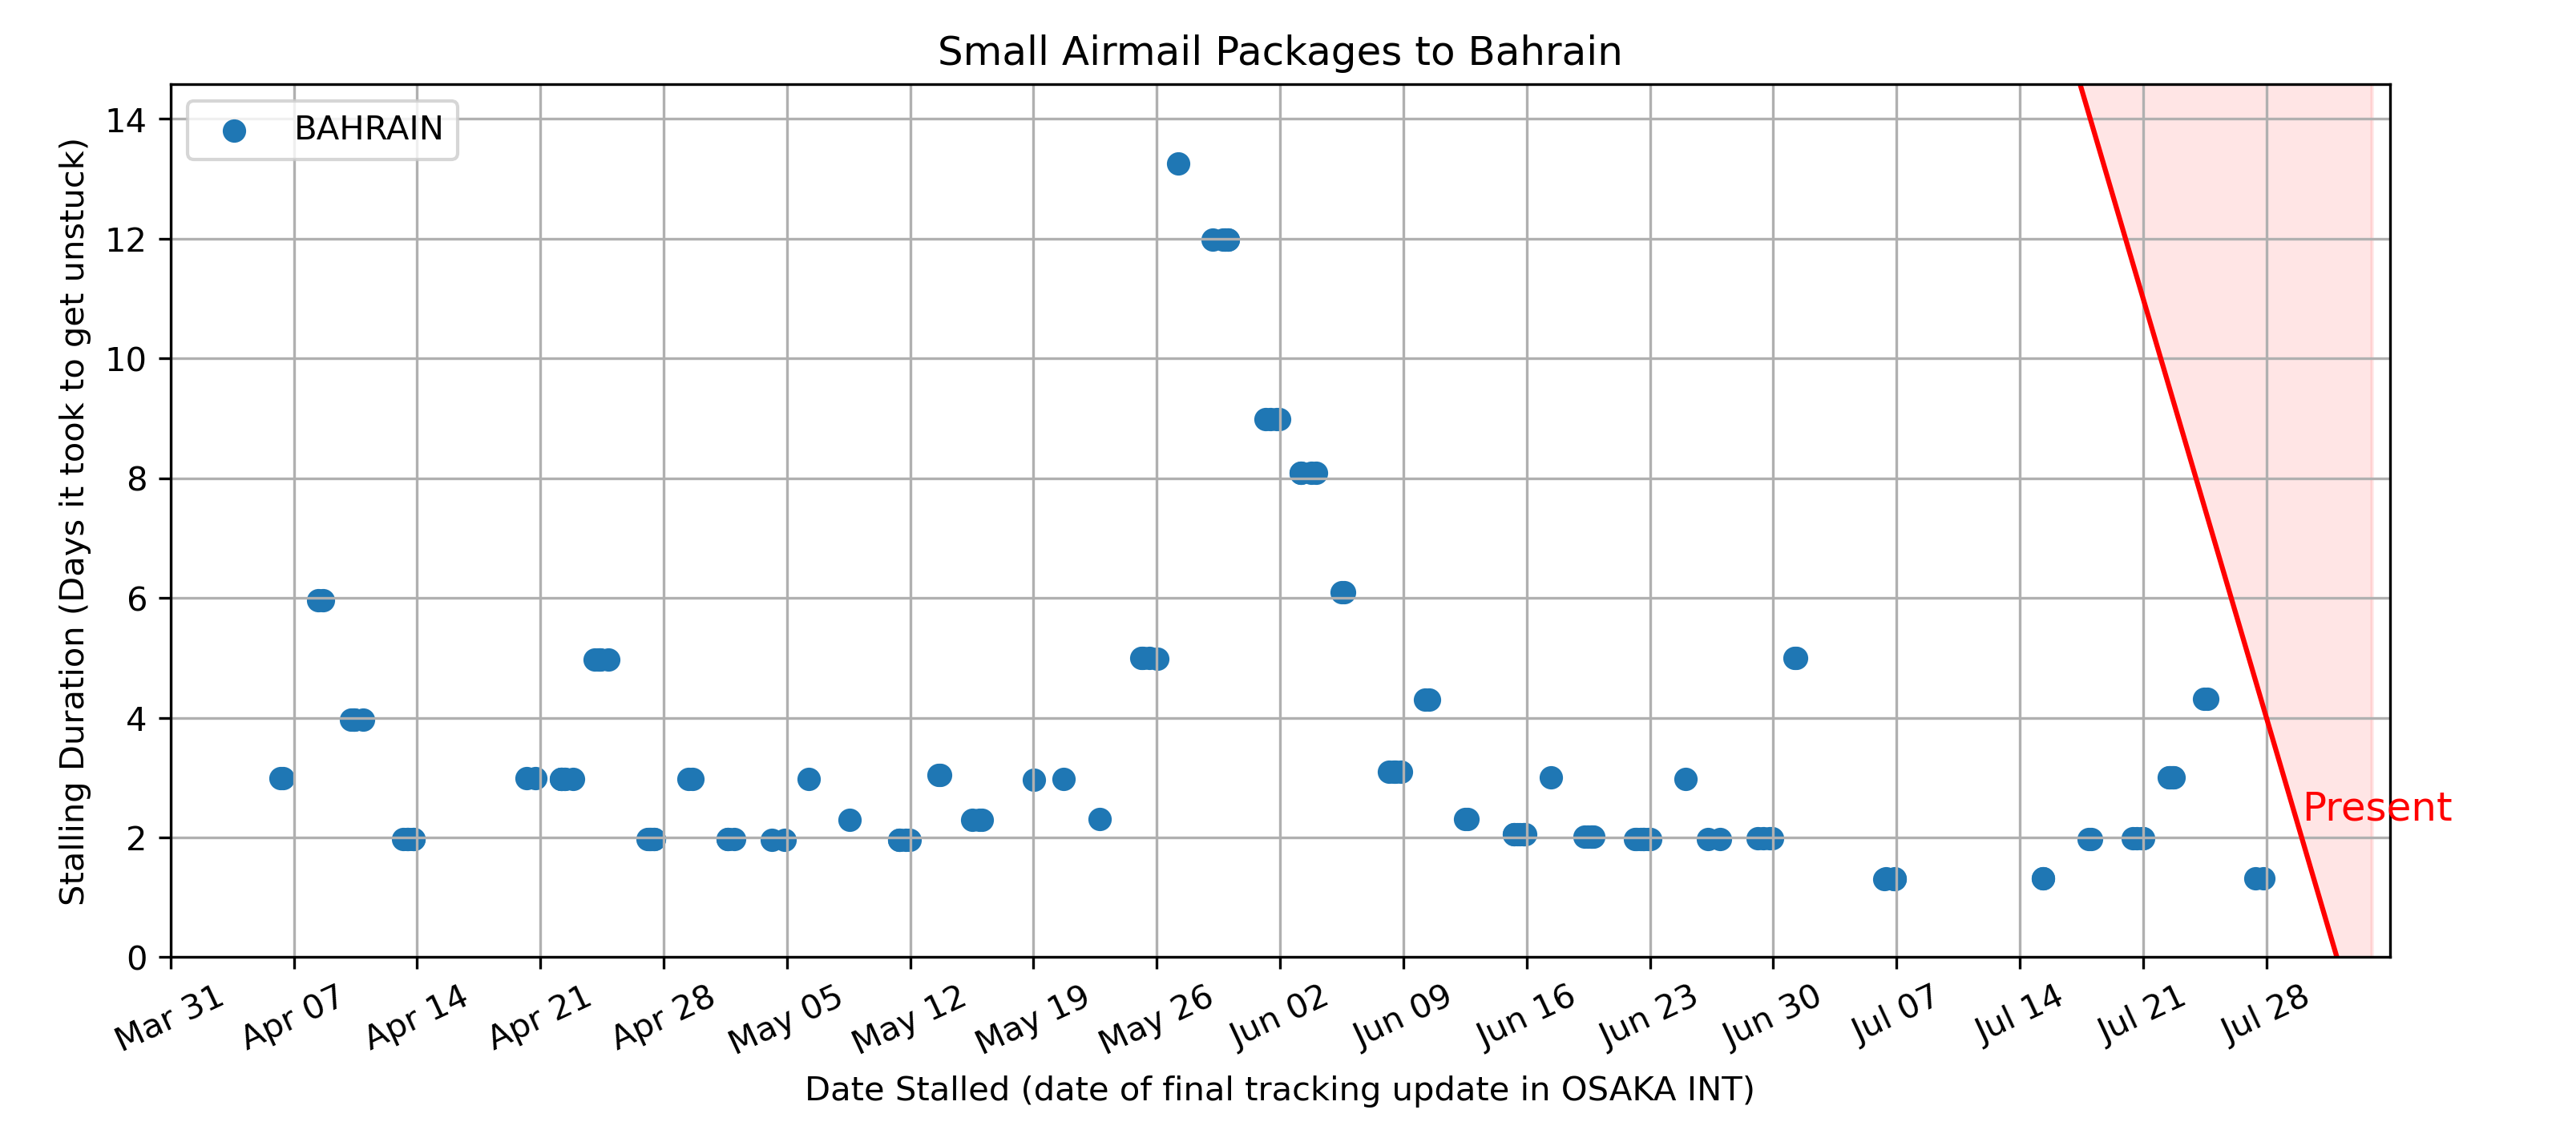 Small Airmail Packages to Bahrain
BAHRAIN
Stalling Duration (Days it took to get unstuck)
14
12
10
8
6
4
2
0
Present
Mar 31
Apr 07
Apr 14
Apr 21
Apr 28
May 05
May 12
May 19
May 26
Jun 02
Jun 09
Jun 16
Jun 23
Jun 30
Jul 07
Jul 14
Jul 21
Jul 28
Date Stalled (date of final tracking update in OSAKA INT)